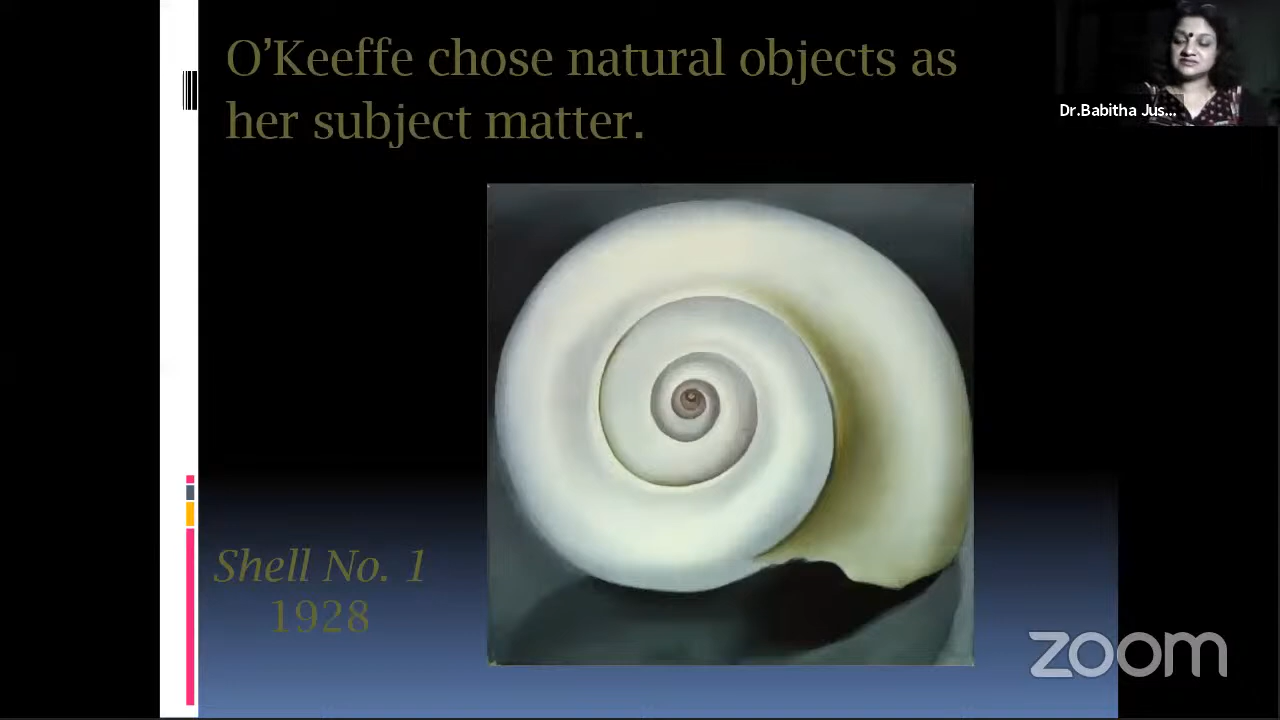 O’Keeffe chose natural objects as
her subject matter.
Dr.Babitha Jus...
Shell No. 1
1928
zoom